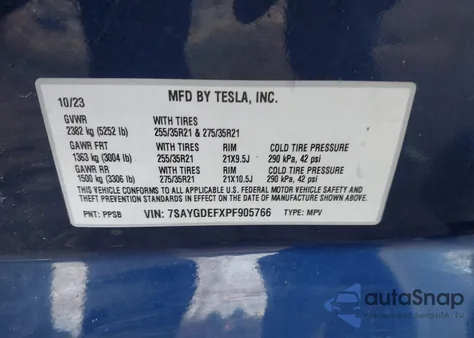 10/23 MFD BY TESLA, INC.
GVWR WITH TIRES
2382 kg (5252 lb) 255/35R21 & 275/35R21
GAWR FRT WITH TIRES RIM COLD TIRE PRESSURE
1363 kg (3004 lb) 255/35R21 21X9.5J 290 kPa, 42 psi
GAWR RR WITH TIRES RIM COLD TIRE PRESSURE
1500 kg (3306 lb) 275/35R21 21X10.5J 290 kPa, 42 psi
THIS VEHICLE CONFORMS TO ALL APPLICABLE U.S. FEDERAL MOTOR VEHICLE SAFETY AND
THEFT PREVENTION STANDARDS IN EFFECT ON THE DATE OF MANUFACTURE SHOWN ABOVE.
PNT: PPSB VIN: 7SAYGDEFXPF905766 TYPE: MPV
autoSnap